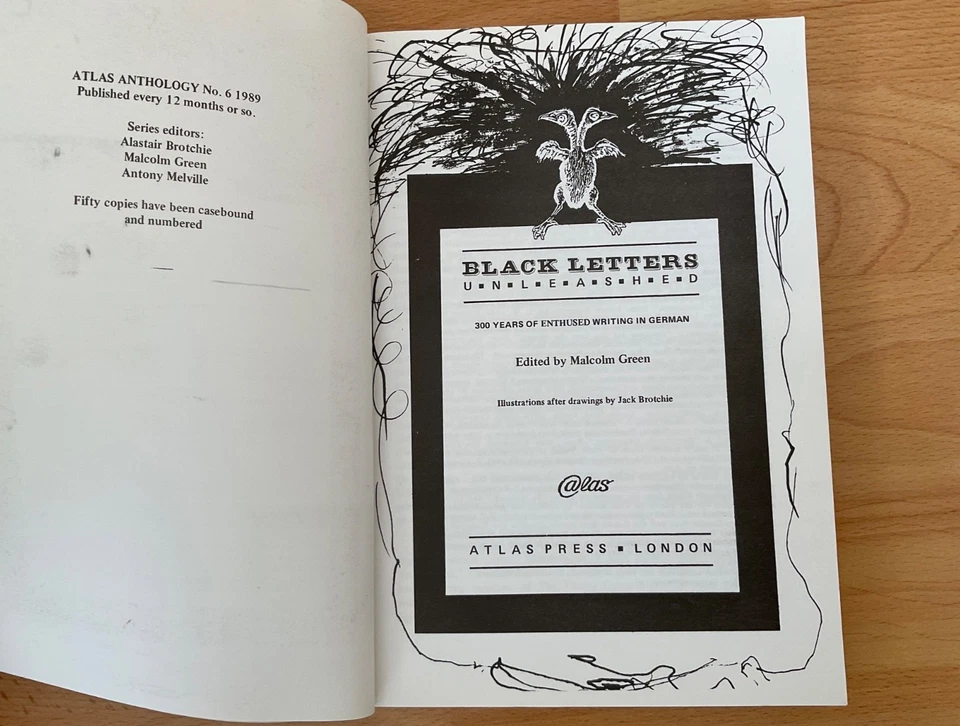 ATLAS ANTHOLOGY No. 6 1989
Published every 12 months or so.
Series editors:
Alastair Brotchie
Malcolm Green
Antony Melville
Fifty copies have been casebound
and numbered
BLACK LETTERS
U▪N▪L▪E▪A▪S▪H▪E▪D
300 YEARS OF ENTHUSED WRITING IN GERMAN
Edited by Malcolm Green
Illustrations after drawings by Jack Brotchie
@las
ATLAS PRESS ▪ LONDON